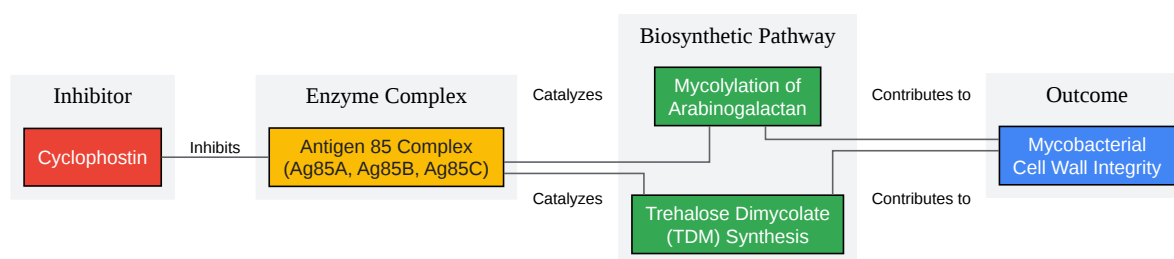 Inhibitor
Cyclophostin
Inhibits
Enzyme Complex
Antigen 85 Complex
(Ag85A, Ag85B, Ag85C)
Catalyzes
Catalyzes
Biosynthetic Pathway
Mycolylation of
Arabinogalactan
Trehalose Dimycolate
(TDM) Synthesis
Contributes to
Contributes to
Outcome
Mycobacterial
Cell Wall Integrity